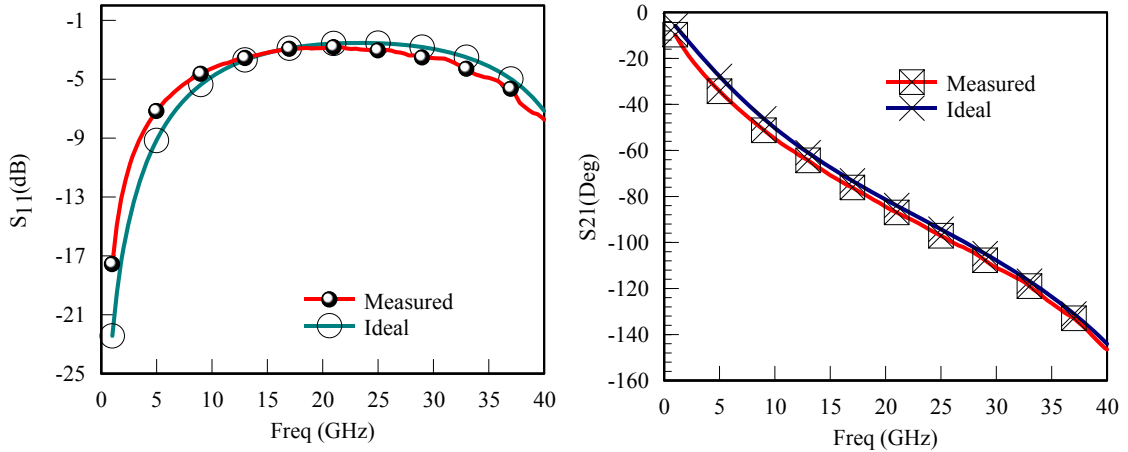 -1
-5
-9
-13
-17
-21
-25
S11(dB)
Measured
Ideal
0 5 10 15 20 25 30 35 40
Freq (GHz)
0
-20
-40
-60
-80
-100
-120
-140
-160
S21(Deg)
Measured
Ideal
0 5 10 15 20 25 30 35 40
Freq (GHz)